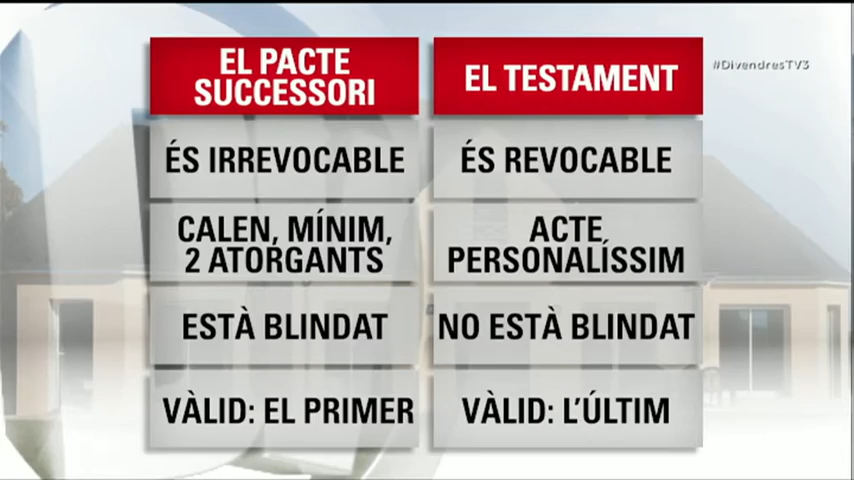 EL PACTE
SUCCESSORI
EL TESTAMENT
#DivendresTV3
ÉS IRREVOCABLE
ÉS REVOCABLE
CALEN, MÍNIM,
2 ATORGANTS
ACTE
PERSONALÍSSIM
ESTÀ BLINDAT
NO ESTÀ BLINDAT
VÀLID: EL PRIMER
VÀLID: L'ÚLTIM